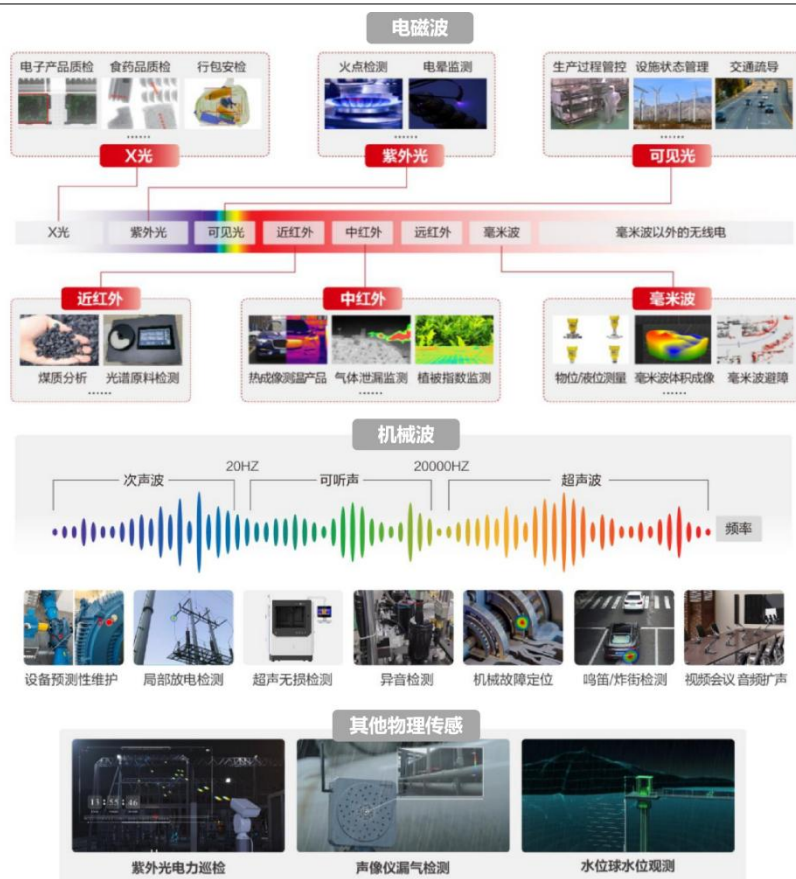 电磁波
电子产品质检 食药品质检 行包安检
火点检测 电晕监测
生产过程管控 设施状态管理 交通疏导
......
......
......
X光
紫外光
可见光
X光 紫外光 可见光 近红外 中红外 远红外 毫米波 毫米波以外的无线电
近红外
中红外
毫米波
煤质分析 光谱原料检测
热成像测温产品 气体泄漏监测 植被指数监测
物位/液位测量 毫米波体积成像 毫米波避障
......
......
......
机械波
20HZ 20000HZ
次声波 可听声 超声波
频率
设备预测性维护 局部放电检测 超声无损检测 异音检测 机械故障定位 鸣笛/炸街检测 视频会议 音频扩声
其他物理传感
13:55:46
紫外光电力巡检 声像仪漏气检测 水位球水位观测